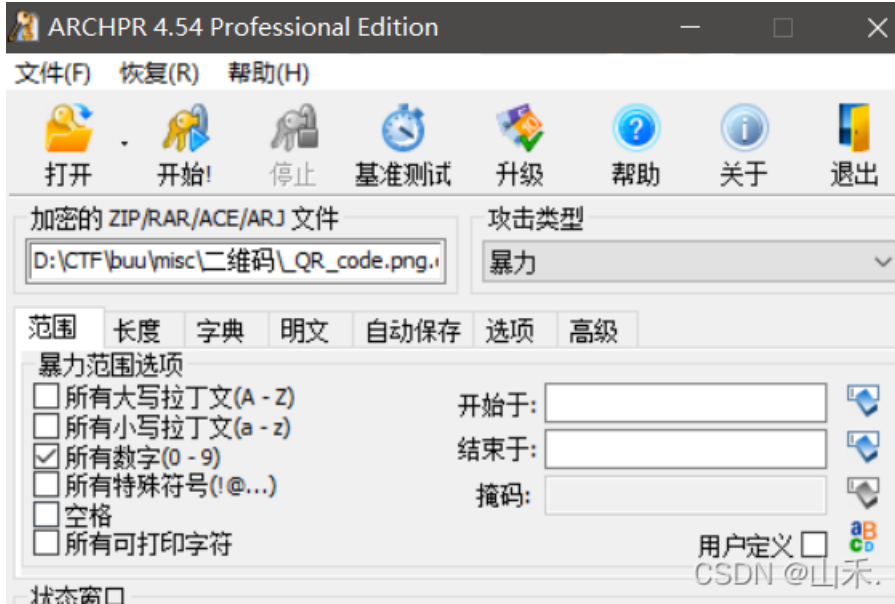 ARCHPR 4.54 Professional Edition
文件(F) 恢复(R) 帮助(H)
打开 开始! 停止 基准测试 升级 帮助 关于 退出
加密的 ZIP/RAR/ACE/ARJ 文件 攻击类型
D:\CTF\buu\misc\二维码\_QR_code.png. 暴力
范围 长度 字典 明文 自动保存 选项 高级
暴力范围选项
所有大写拉丁文(A - Z)
所有小写拉丁文(a - z)
所有数字(0 - 9)
所有特殊符号(!@...)
空格
所有可打印字符
开始于:
结束于:
掩码:
用户定义
CSDN @山禾.
状态窗口